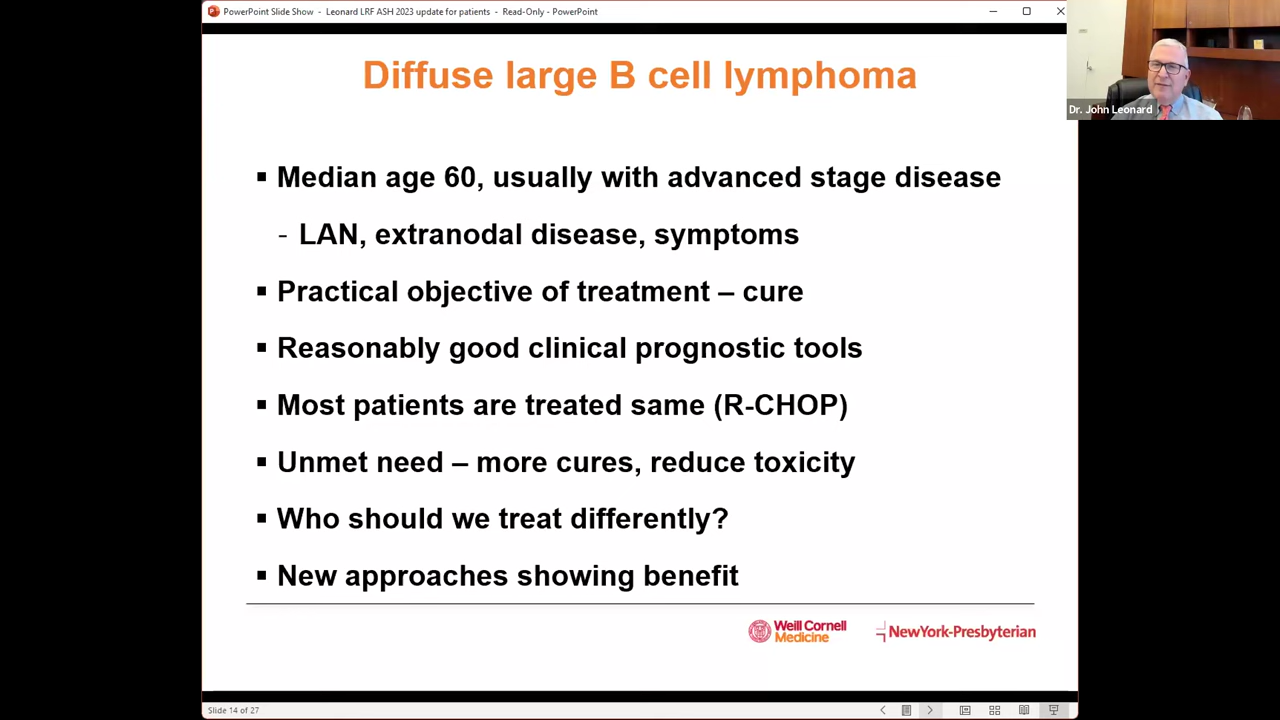 PowerPoint Slide Show - Leonard LRF ASH 2023 update for patients - Read-Only - PowerPoint
Diffuse large B cell lymphoma
Dr. John Leonard
▪ Median age 60, usually with advanced stage disease
- LAN, extranodal disease, symptoms
▪ Practical objective of treatment – cure
▪ Reasonably good clinical prognostic tools
▪ Most patients are treated same (R-CHOP)
▪ Unmet need – more cures, reduce toxicity
▪ Who should we treat differently?
▪ New approaches showing benefit
Weill Cornell
Medicine
NewYork-Presbyterian
Slide 14 of 27